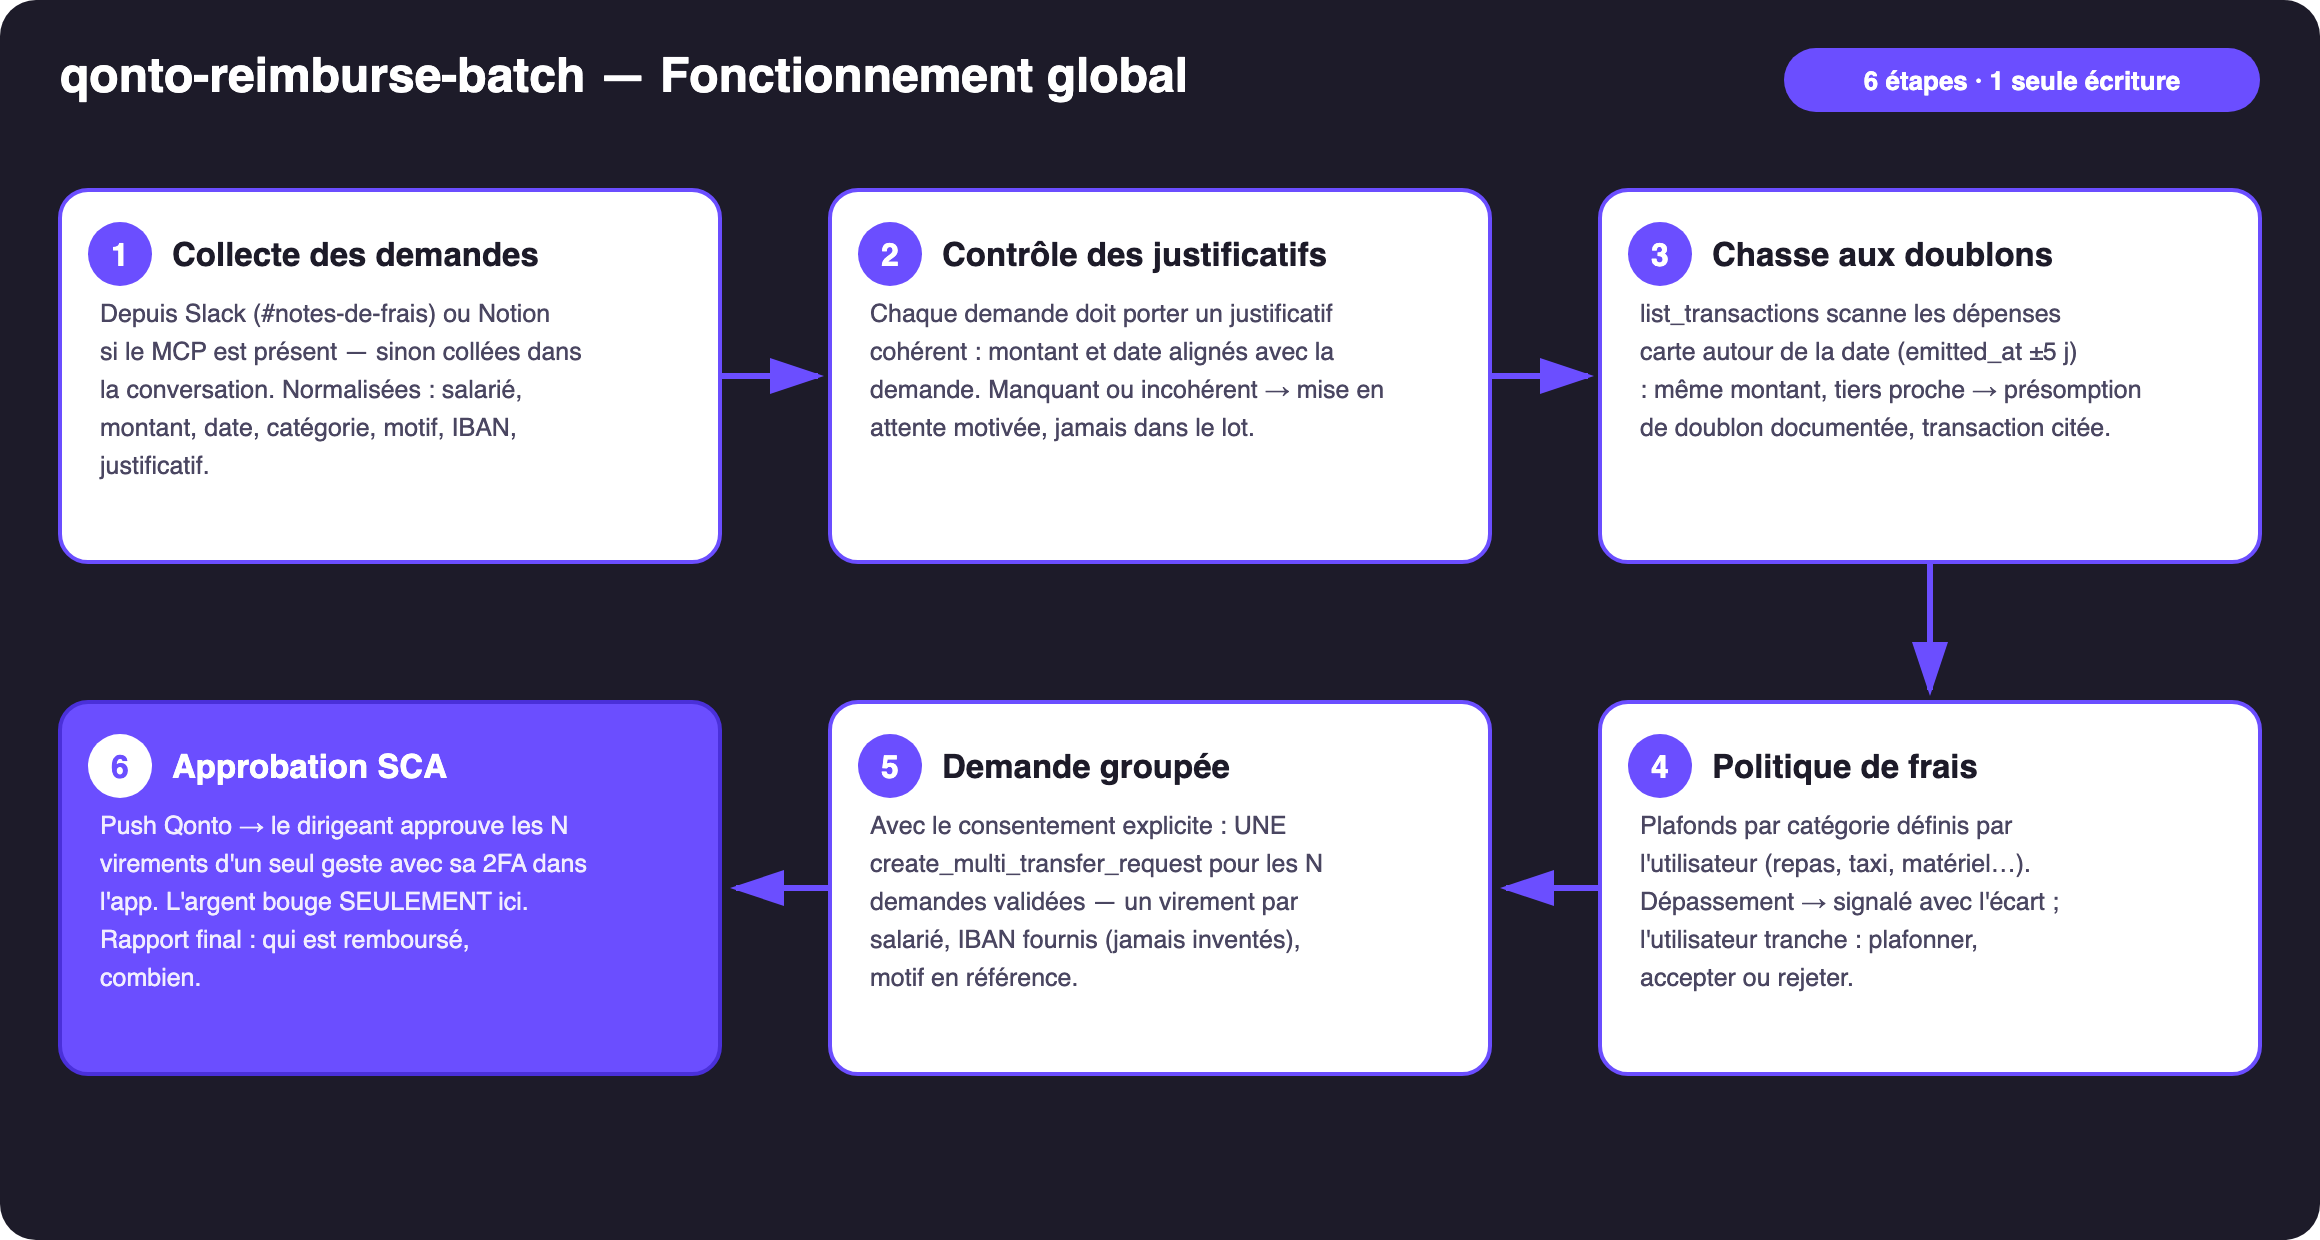 qonto-reimburse-batch — Fonctionnement global
6 étapes · 1 seule écriture
1
Collecte des demandes
Depuis Slack (#notes-de-frais) ou Notion
si le MCP est présent — sinon collées dans
la conversation. Normalisées : salarié,
montant, date, catégorie, motif, IBAN,
justificatif.
2
Contrôle des justificatifs
Chaque demande doit porter un justificatif
cohérent : montant et date alignés avec la
demande. Manquant ou incohérent → mise en
attente motivée, jamais dans le lot.
3
Chasse aux doublons
list_transactions scanne les dépenses
carte autour de la date (emitted_at ±5 j)
: même montant, tiers proche → présomption
de doublon documentée, transaction citée.
4
Politique de frais
Plafonds par catégorie définis par
l'utilisateur (repas, taxi, matériel…).
Dépassement → signalé avec l'écart ;
l'utilisateur tranche : plafonner,
accepter ou rejeter.
5
Demande groupée
Avec le consentement explicite : UNE
create_multi_transfer_request pour les N
demandes validées — un virement par
salarié, IBAN fournis (jamais inventés),
motif en référence.
6
Approbation SCA
Push Qonto → le dirigeant approuve les N
virements d'un seul geste avec sa 2FA dans
l'app. L'argent bouge SEULEMENT ici.
Rapport final : qui est remboursé,
combien.